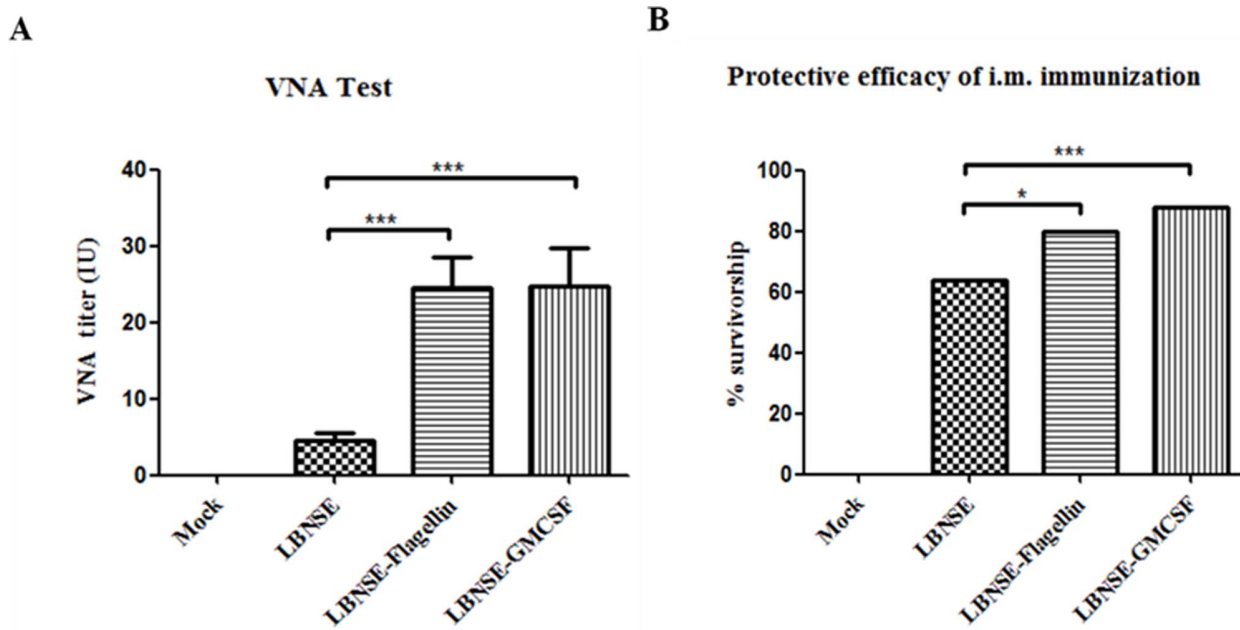 A
VNA Test
VNA titer (IU)
40
30
20
10
0
***
***
Mock
LBNSE
LBNSE-Flagellin
LBNSE-GMCSF
B
Protective efficacy of i.m. immunization
% survivorship
100
80
60
40
20
0
***
*
Mock
LBNSE
LBNSE-Flagellin
LBNSE-GMCSF